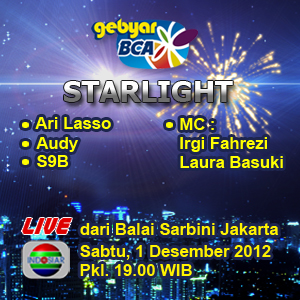 gebyar
BCA
STARLIGHT
• Ari Lasso
• Audy
• S9B
• MC :
Irgi Fahrezi
Laura Basuki
LIVE dari Balai Sarbini Jakarta
INDOSIAR
Sabtu, 1 Desember 2012
Pkl. 19.00 WIB